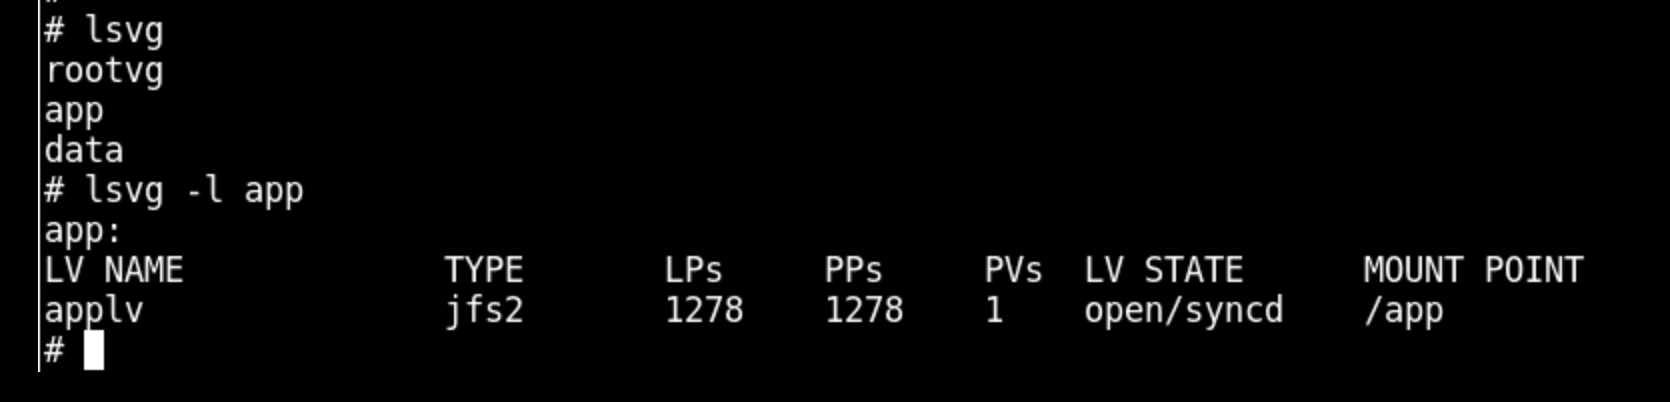 # lsvg
rootvg
app
data
# lsvg -l app
app:
LV NAME             TYPE       LPs     PPs     PVs  LV STATE      MOUNT POINT
applv               jfs2       1278    1278    1    open/syncd    /app
#